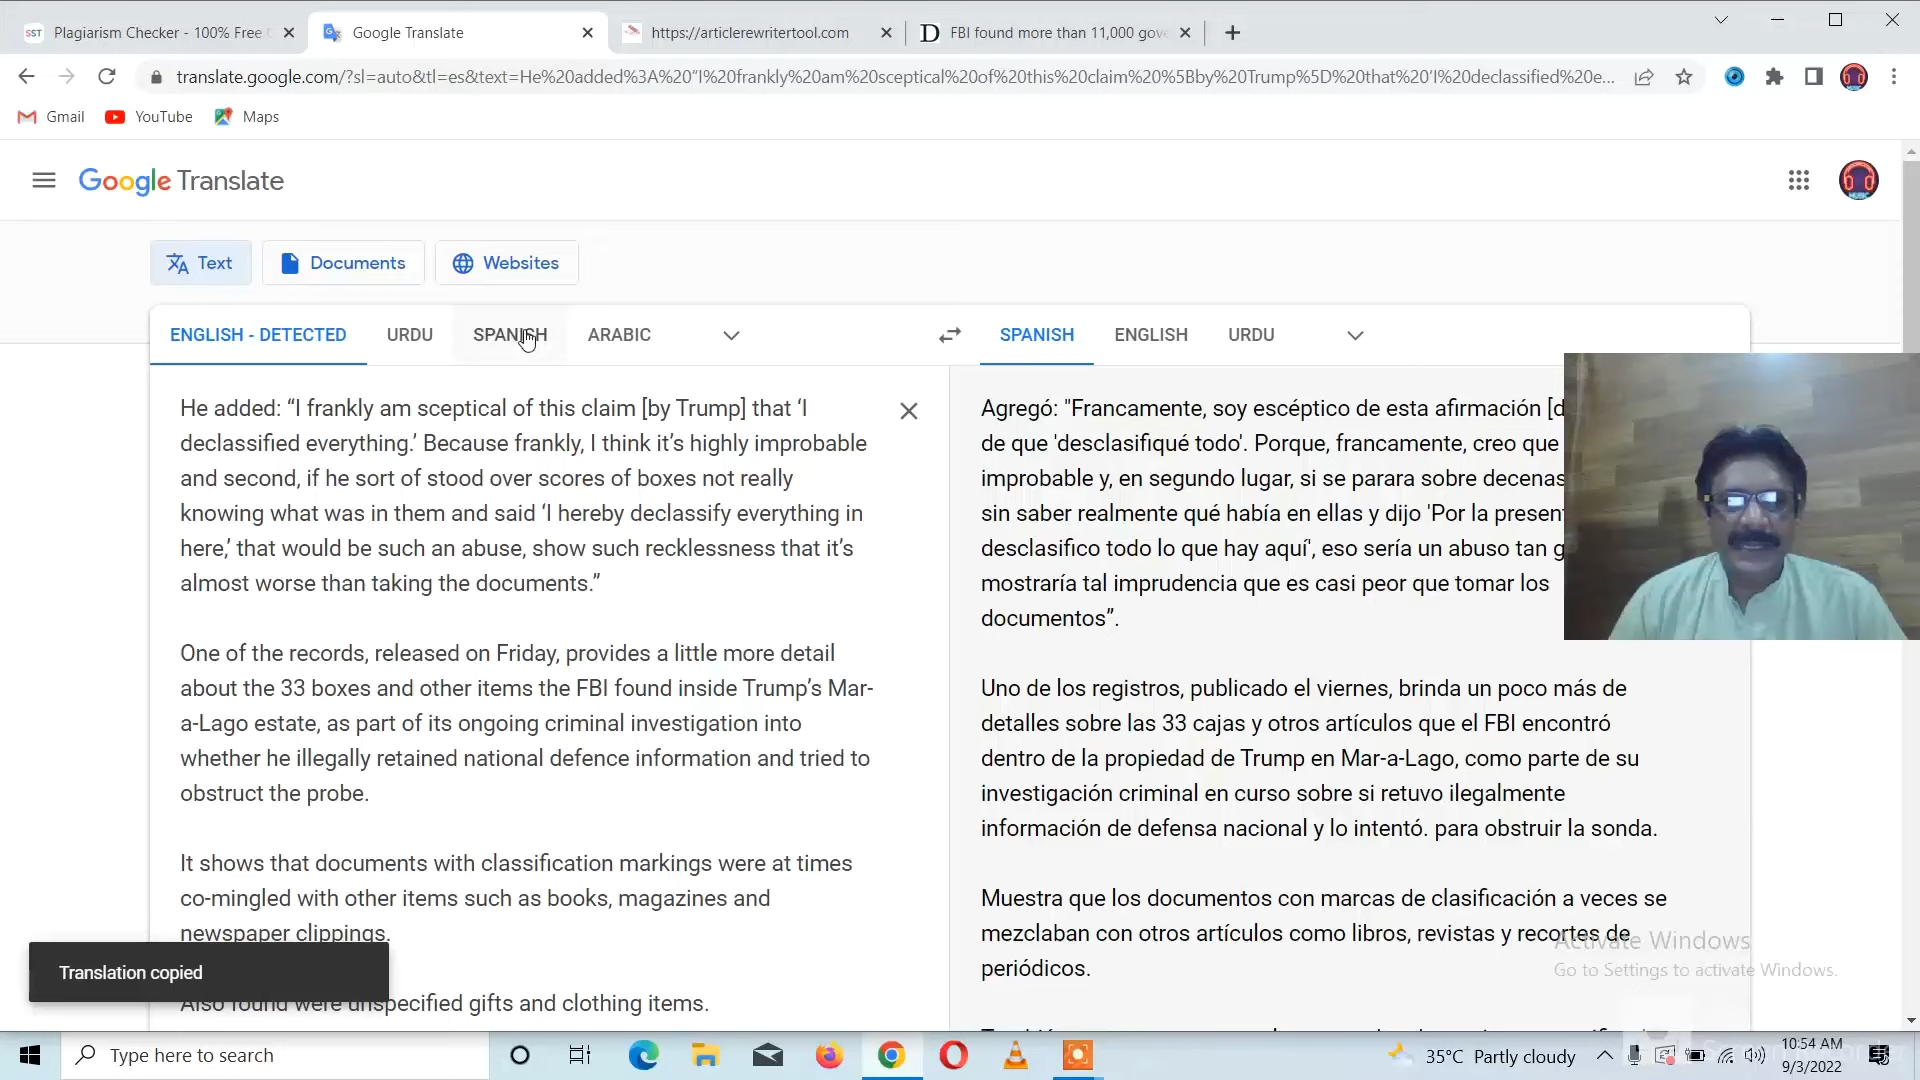 SST Plagiarism Checker - 100% Free
Google Translate
https://articlerewritertool.com
D FBI found more than 11,000 gove
translate.google.com/?sl=auto&tl=es&text=He%20added%3A%20“I%20frankly%20am%20sceptical%20of%20this%20claim%20%5Bby%20Trump%5D%20that%20‘I%20declassified%20e...
Gmail
YouTube
Maps
Google Translate
Text
Documents
Websites
ENGLISH - DETECTED
URDU
SPANISH
ARABIC
SPANISH
ENGLISH
URDU
He added: “I frankly am sceptical of this claim [by Trump] that ‘I
declassified everything.’ Because frankly, I think it’s highly improbable
and second, if he sort of stood over scores of boxes not really
knowing what was in them and said ‘I hereby declassify everything in
here,’ that would be such an abuse, show such recklessness that it’s
almost worse than taking the documents.”
One of the records, released on Friday, provides a little more detail
about the 33 boxes and other items the FBI found inside Trump’s Mar-
a-Lago estate, as part of its ongoing criminal investigation into
whether he illegally retained national defence information and tried to
obstruct the probe.
It shows that documents with classification markings were at times
co-mingled with other items such as books, magazines and
newspaper clippings.
Also found were unspecified gifts and clothing items.
Agregó: "Francamente, soy escéptico de esta afirmación [d
de que 'desclasifiqué todo'. Porque, francamente, creo que
improbable y, en segundo lugar, si se parara sobre decenas
sin saber realmente qué había en ellas y dijo 'Por la presen
desclasifico todo lo que hay aquí', eso sería un abuso tan g
mostraría tal imprudencia que es casi peor que tomar los
documentos”.
Uno de los registros, publicado el viernes, brinda un poco más de
detalles sobre las 33 cajas y otros artículos que el FBI encontró
dentro de la propiedad de Trump en Mar-a-Lago, como parte de su
investigación criminal en curso sobre si retuvo ilegalmente
información de defensa nacional y lo intentó. para obstruir la sonda.
Muestra que los documentos con marcas de clasificación a veces se
mezclaban con otros artículos como libros, revistas y recortes de
periódicos.
Translation copied
Activate Windows
Go to Settings to activate Windows.
Type here to search
35°C Partly cloudy
10:54 AM
9/3/2022